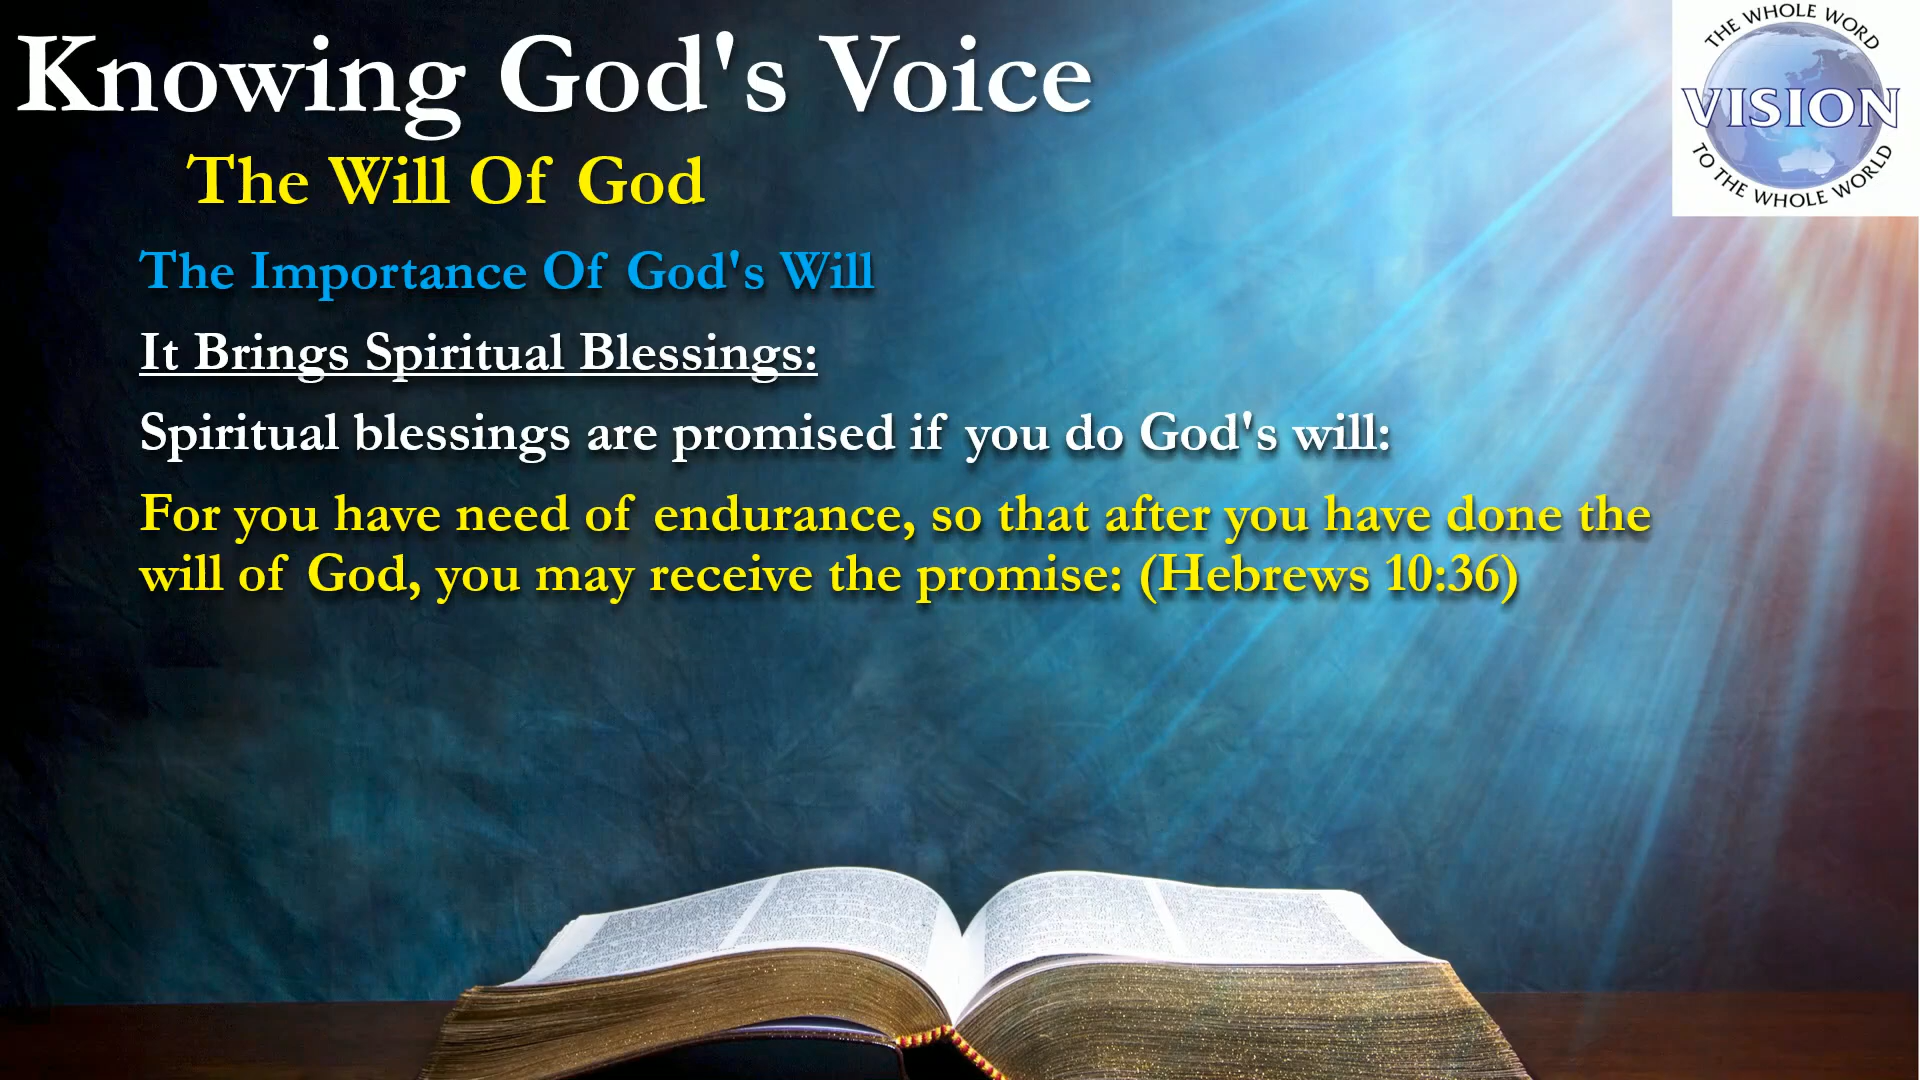 Knowing God's Voice
The Will Of God
The Importance Of God's Will
It Brings Spiritual Blessings:
Spiritual blessings are promised if you do God's will:
For you have need of endurance, so that after you have done the
will of God, you may receive the promise: (Hebrews 10:36)
THE WHOLE WORD
VISION
TO THE WHOLE WORLD